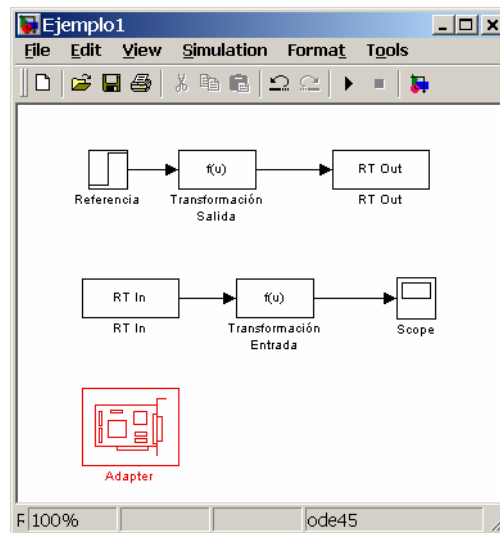 Ejemplo1
File Edit View Simulation Format Tools
f(u)
RT Out
Referencia
Transformación
Salida
RT Out
RT In
f(u)
RT In
Transformación
Entrada
Scope
Adapter
F 100% ode45